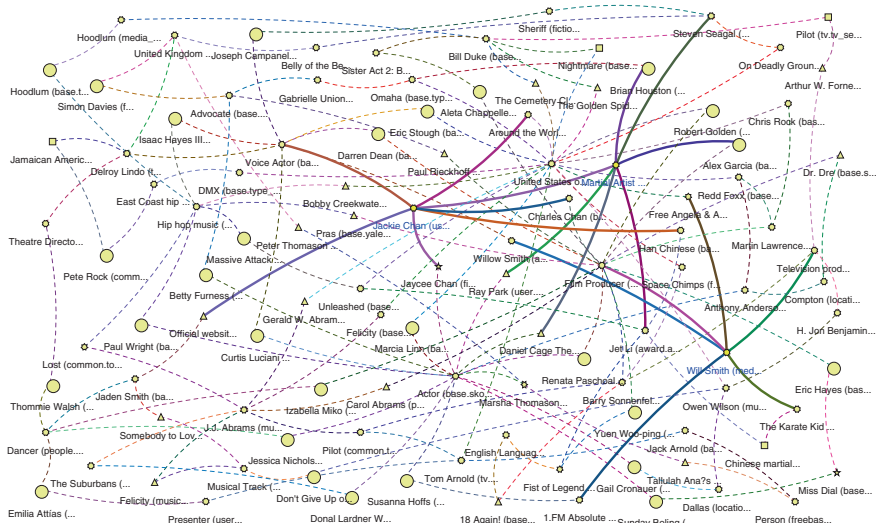 Hoodlum (media_...
Sheriff (fictio...
Steven Seagal (...
Pilot (tv.tv_se...
United Kingdom ...
Joseph Campanel...
Bill Duke (base...
Belly of the Be...
Sister Act 2: B...
Nightmare (base...
On Deadly Groun...
Hoodlum (base.t...
Gabrielle Union...
Brian Houston (...
Arthur W. Forne...
Simon Davies (f...
Omaha (base.typ...
The Cemetery Cl...
The Golden Spid...
Advocate (base...
Aleta Chappelle...
Chris Rook (bas...
Isaac Hayes III...
Eric Stough (ba...
Around the Worl...
Robert Golden (...
Jamaican Americ...
Voice Actor (ba...
Darren Dean (ba...
Alex Garcia (ba...
Delroy Lindo (f...
Paul Rieckhoff ...
Dr. Dre (base.s...
DMX (base.type_...
United States o...
Martial Artist
East Coast hip ...
Bobby Creekwate...
Redd Foxx (base...
Theatre Directo...
Hip hop music (...
Pras (base.yale...
Jackie Chan (us...
Charles Chan (b...
Free Angela & A...
Peter Thomason ...
Han Chinese (ba...
Martin Lawrence...
Massive Attack ...
Willow Smith (a...
Pete Rock (comm...
Television prod...
Jaycee Chan (fi...
Film Producer (...
Space Chimps (f...
Betty Furness (...
Unleashed (base...
Ray Park (user....
Anthony Anderso...
Compton (locati...
Gerald W. Abram...
Official websit...
Felicity (base...
H. Jon Benjamin...
Paul Wright (ba...
Curtus Lucian ...
Marcia Linn (ba...
Daniel Cage The...
Jet Li (award.a...
Lost (common.to...
Will Smith (med...
Actor (base.sko...
Renata Paschoal...
Eric Hayes (bas...
Thommie Walsh (...
Jaden Smith (ba...
Izabella Miko (...
Carol Abrams (p...
Marsha Thomason...
Barry Sonnenfel...
Owen Wilson (mu...
The Karate Kid ...
Somebody to Lov...
J.J. Abrams (mu...
Yuen Woo-ping (...
Dancer (people....
Pilot (common.t...
English Languag...
Jack Arnold (ba...
Jessica Nichols...
Chinese martial...
The Suburbans (...
Musical Track (...
Tom Arnold (tv....
Fist of Legend ...
Gail Cronauer (...
Tallulah Ana?s
Miss Dial (base...
Felicity (music...
Don't Give Up o...
Susanna Hoffs (...
Dallas (locatio...
Emilia Attías (...
Presenter (user...
Donal Lardner W...
18 Again! (base...
1.FM Absolute ...
Sunday Boling (...
Person (freebas...